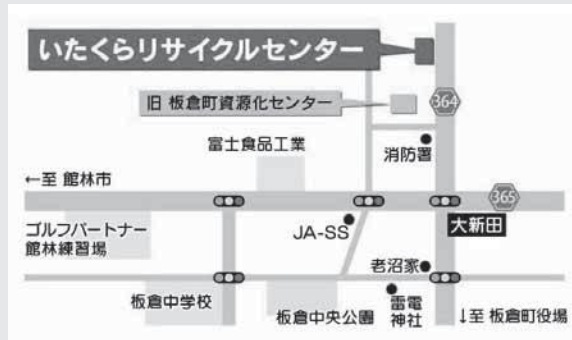 いたくらリサイクルセンター
旧 板倉町資源化センター
364
消防署
富士食品工業
←至 館林市
365
ゴルフパートナー
館林練習場
JA-SS
大新田
老沼家
板倉中学校
板倉中央公園
雷電
神社
↓至 板倉町役場